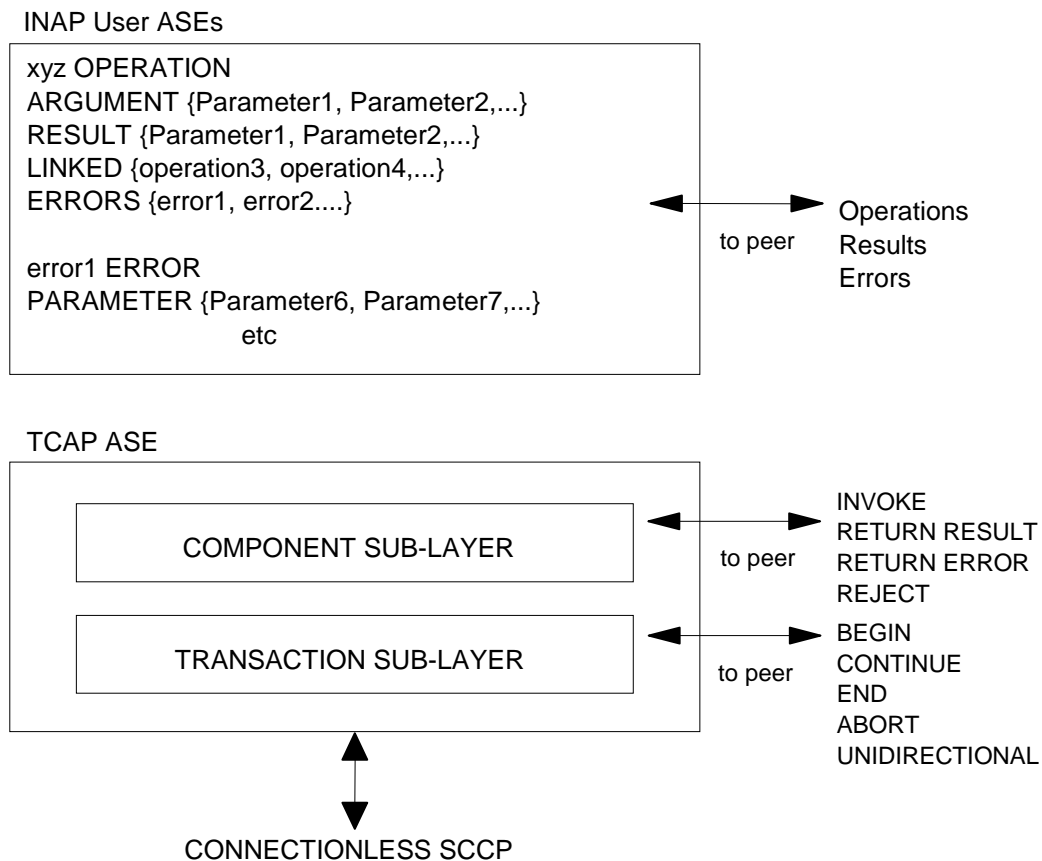 INAP User ASEs
xyz OPERATION
ARGUMENT {Parameter1, Parameter2,...}
RESULT {Parameter1, Parameter2,...}
LINKED {operation3, operation4,...}
ERRORS {error1, error2....}
error1 ERROR
PARAMETER {Parameter6, Parameter7,...}
etc
to peer
Operations
Results
Errors
TCAP ASE
COMPONENT SUB-LAYER
to peer
INVOKE
RETURN RESULT
RETURN ERROR
REJECT
TRANSACTION SUB-LAYER
to peer
BEGIN
CONTINUE
END
ABORT
UNIDIRECTIONAL
CONNECTIONLESS SCCP